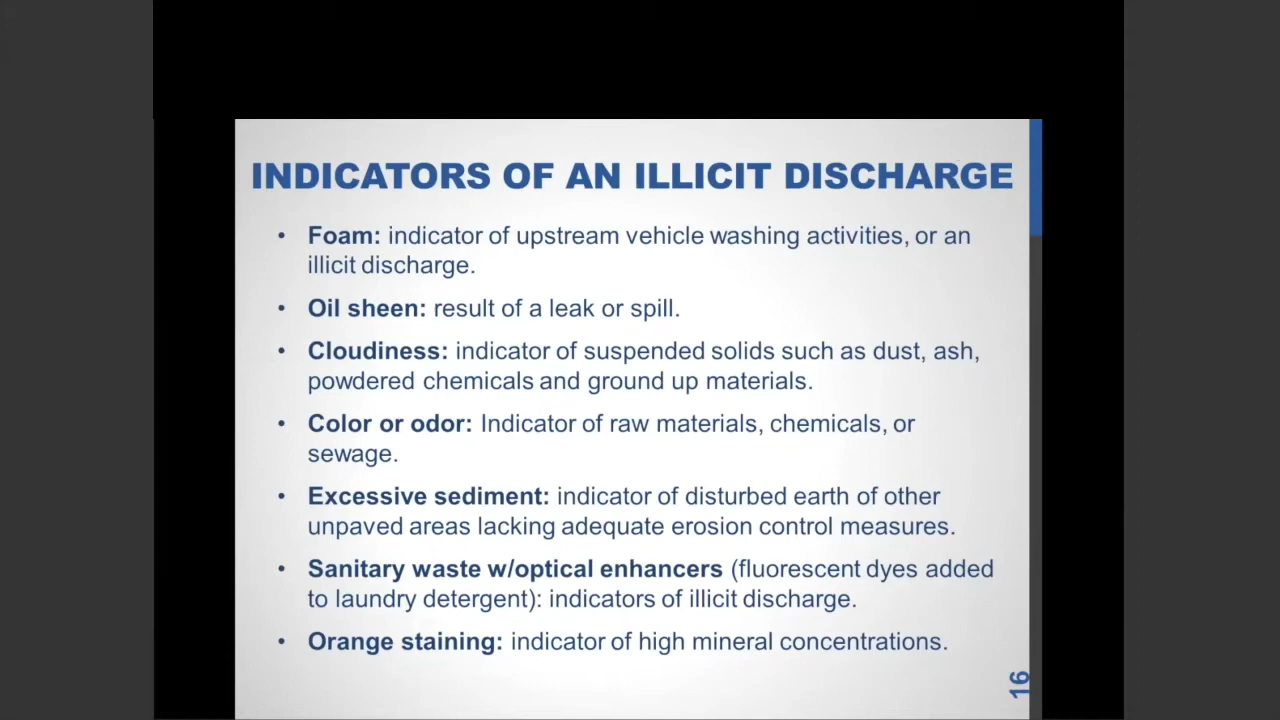 INDICATORS OF AN ILLICIT DISCHARGE
• Foam: indicator of upstream vehicle washing activities, or an
illicit discharge.
• Oil sheen: result of a leak or spill.
• Cloudiness: indicator of suspended solids such as dust, ash,
powdered chemicals and ground up materials.
• Color or odor: Indicator of raw materials, chemicals, or
sewage.
• Excessive sediment: indicator of disturbed earth of other
unpaved areas lacking adequate erosion control measures.
• Sanitary waste w/optical enhancers (fluorescent dyes added
to laundry detergent): indicators of illicit discharge.
• Orange staining: indicator of high mineral concentrations.
16